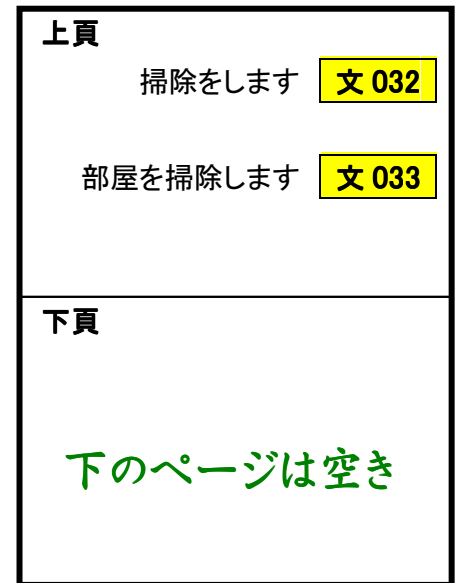 上頁
掃除をします 文 032
部屋を掃除します 文 033
下頁
下のページは空き